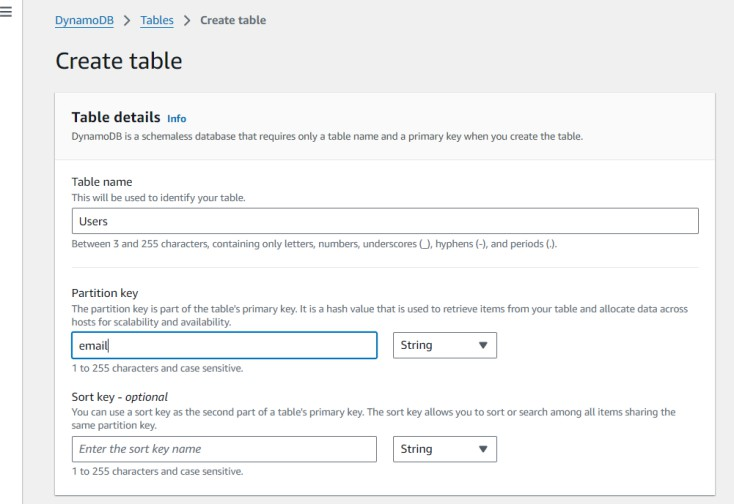 DynamoDB > Tables > Create table
Create table
Table details Info
DynamoDB is a schemaless database that requires only a table name and a primary key when you create the table.
Table name
This will be used to identify your table.
Users
Between 3 and 255 characters, containing only letters, numbers, underscores (_), hyphens (-), and periods (.).
Partition key
The partition key is part of the table's primary key. It is a hash value that is used to retrieve items from your table and allocate data across
hosts for scalability and availability.
email String
1 to 255 characters and case sensitive.
Sort key - optional
You can use a sort key as the second part of a table's primary key. The sort key allows you to sort or search among all items sharing the
same partition key.
Enter the sort key name String
1 to 255 characters and case sensitive.